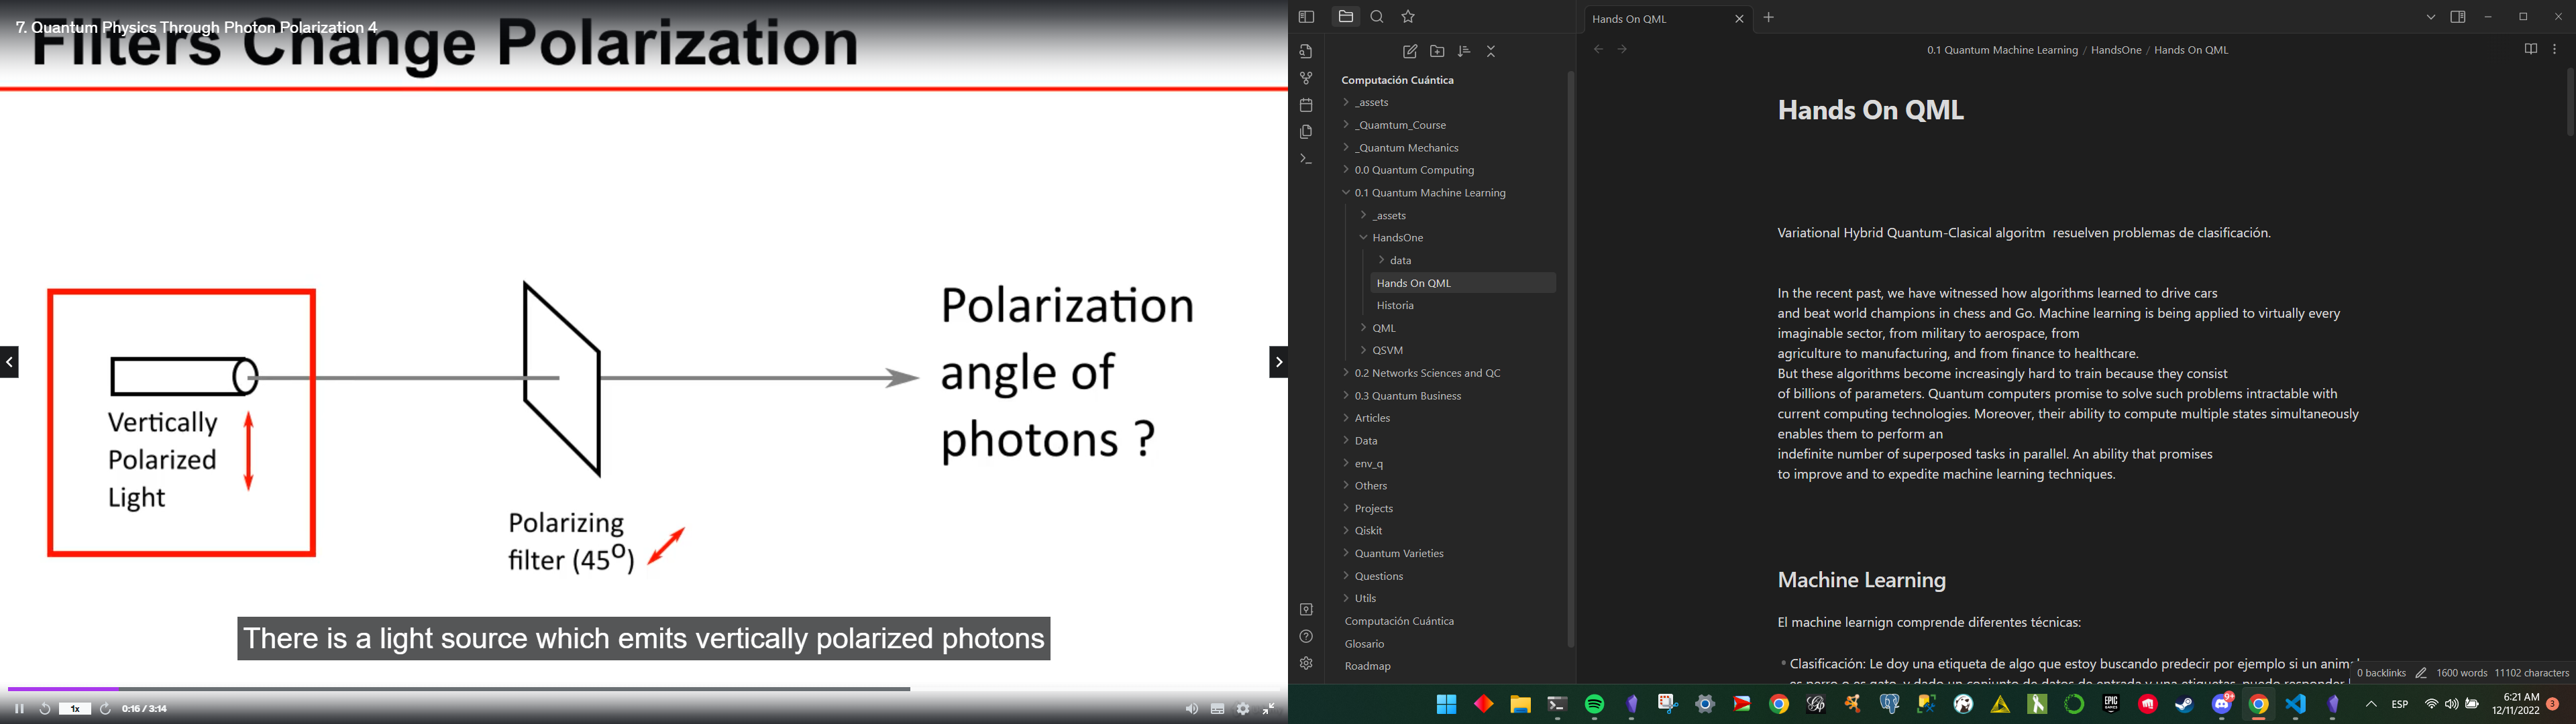 Filters Change Polarization
7. Quantum Physics Through Photon Polarization 4
Vertically
Polarized
Light
Polarizing
filter (45º)
Polarization
angle of
photons ?
There is a light source which emits vertically polarized photons
1x
0:16 / 3:14
Computación Cuántica
_assets
_Quamtum_Course
_Quantum Mechanics
0.0 Quantum Computing
0.1 Quantum Machine Learning
_assets
HandsOne
data
Hands On QML
Historia
QML
QSVM
0.2 Networks Sciences and QC
0.3 Quantum Business
Articles
Data
env_q
Others
Projects
Qiskit
Quantum Varieties
Questions
Utils
Computación Cuántica
Glosario
Roadmap
Hands On QML
0.1 Quantum Machine Learning / HandsOne / Hands On QML
Hands On QML
Variational Hybrid Quantum-Clasical algoritm resuelven problemas de clasificación.
In the recent past, we have witnessed how algorithms learned to drive cars
and beat world champions in chess and Go. Machine learning is being applied to virtually every
imaginable sector, from military to aerospace, from
agriculture to manufacturing, and from finance to healthcare.
But these algorithms become increasingly hard to train because they consist
of billions of parameters. Quantum computers promise to solve such problems intractable with
current computing technologies. Moreover, their ability to compute multiple states simultaneously
enables them to perform an
indefinite number of superposed tasks in parallel. An ability that promises
to improve and to expedite machine learning techniques.
Machine Learning
El machine learnign comprende diferentes técnicas:
Clasificación: Le doy una etiqueta de algo que estoy buscando predecir por ejemplo si un
0 backlinks 1600 words 11102 characters
EPIC
9+
ESP
6:21 AM
12/11/2022
3